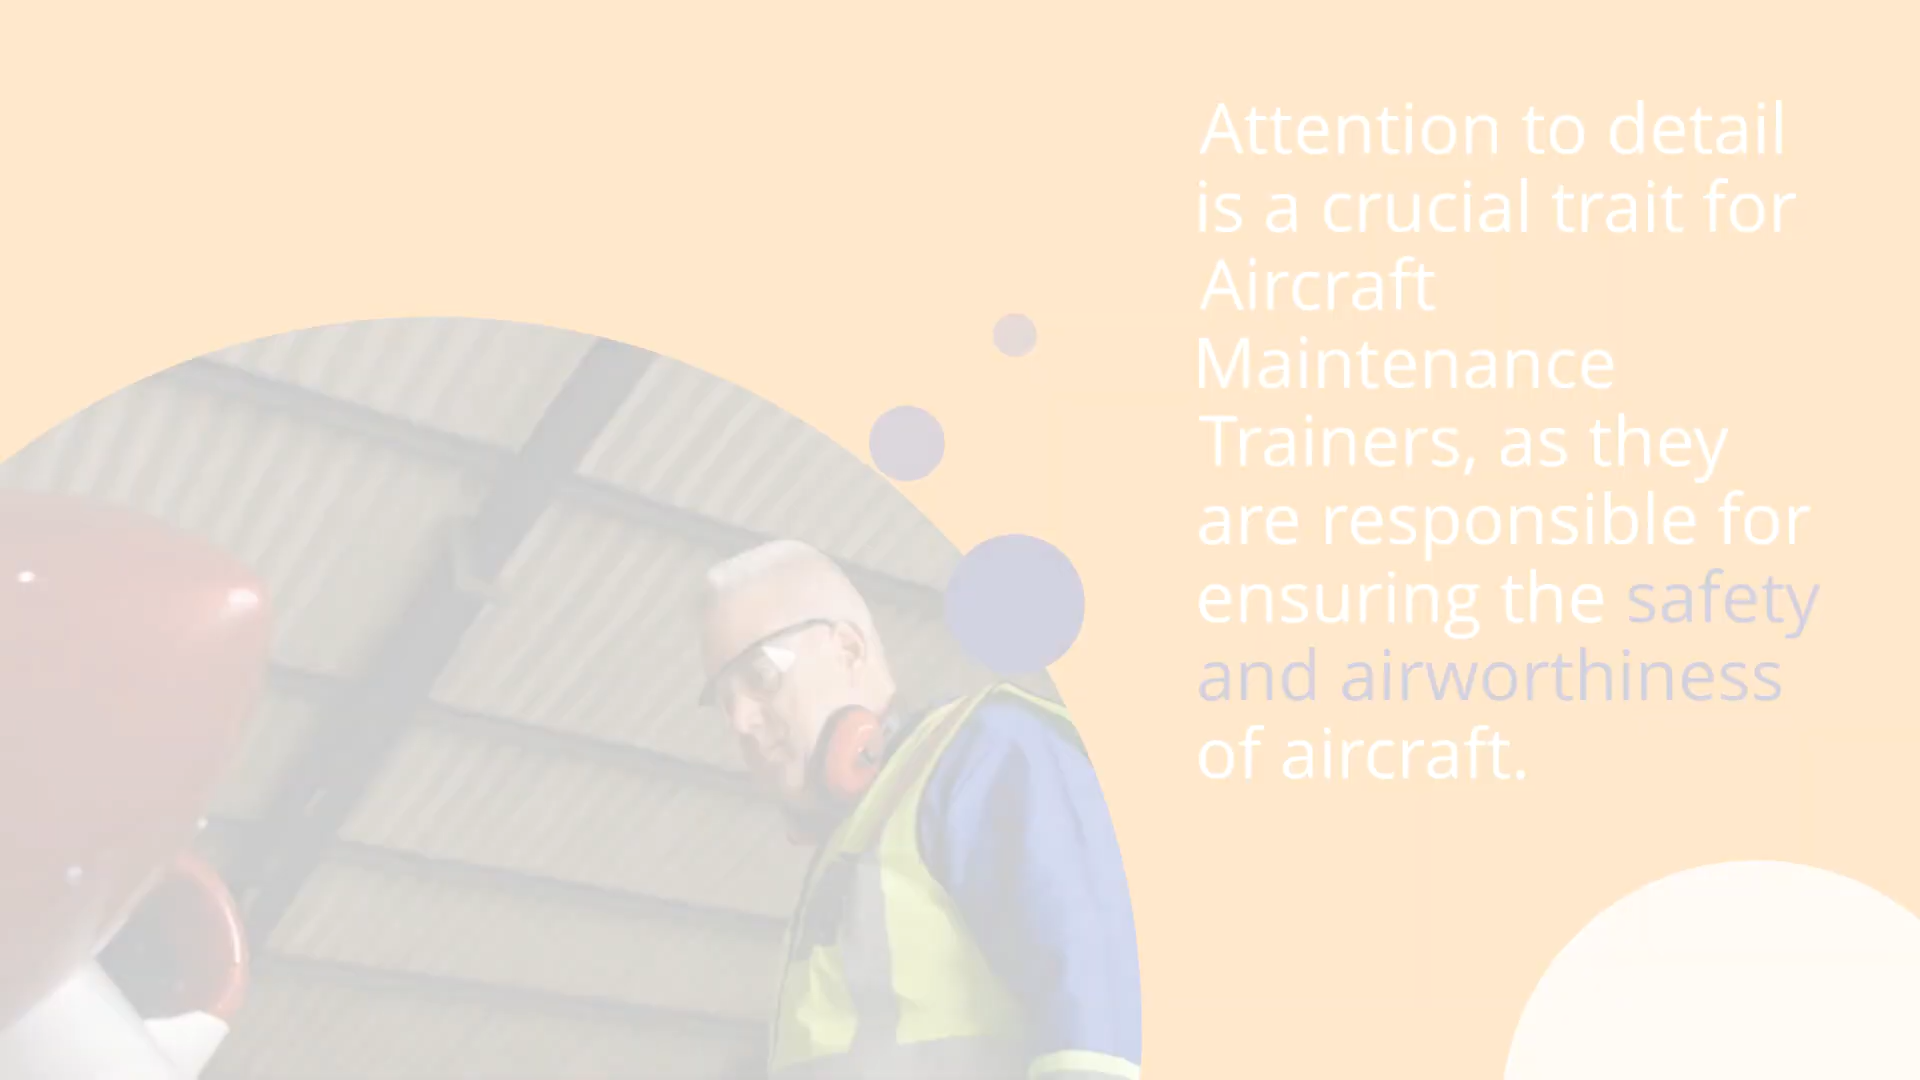 Attention to detail
is a crucial trait for
Aircraft
Maintenance
Trainers, as they
are responsible for
ensuring the safety
and airworthiness
of aircraft.